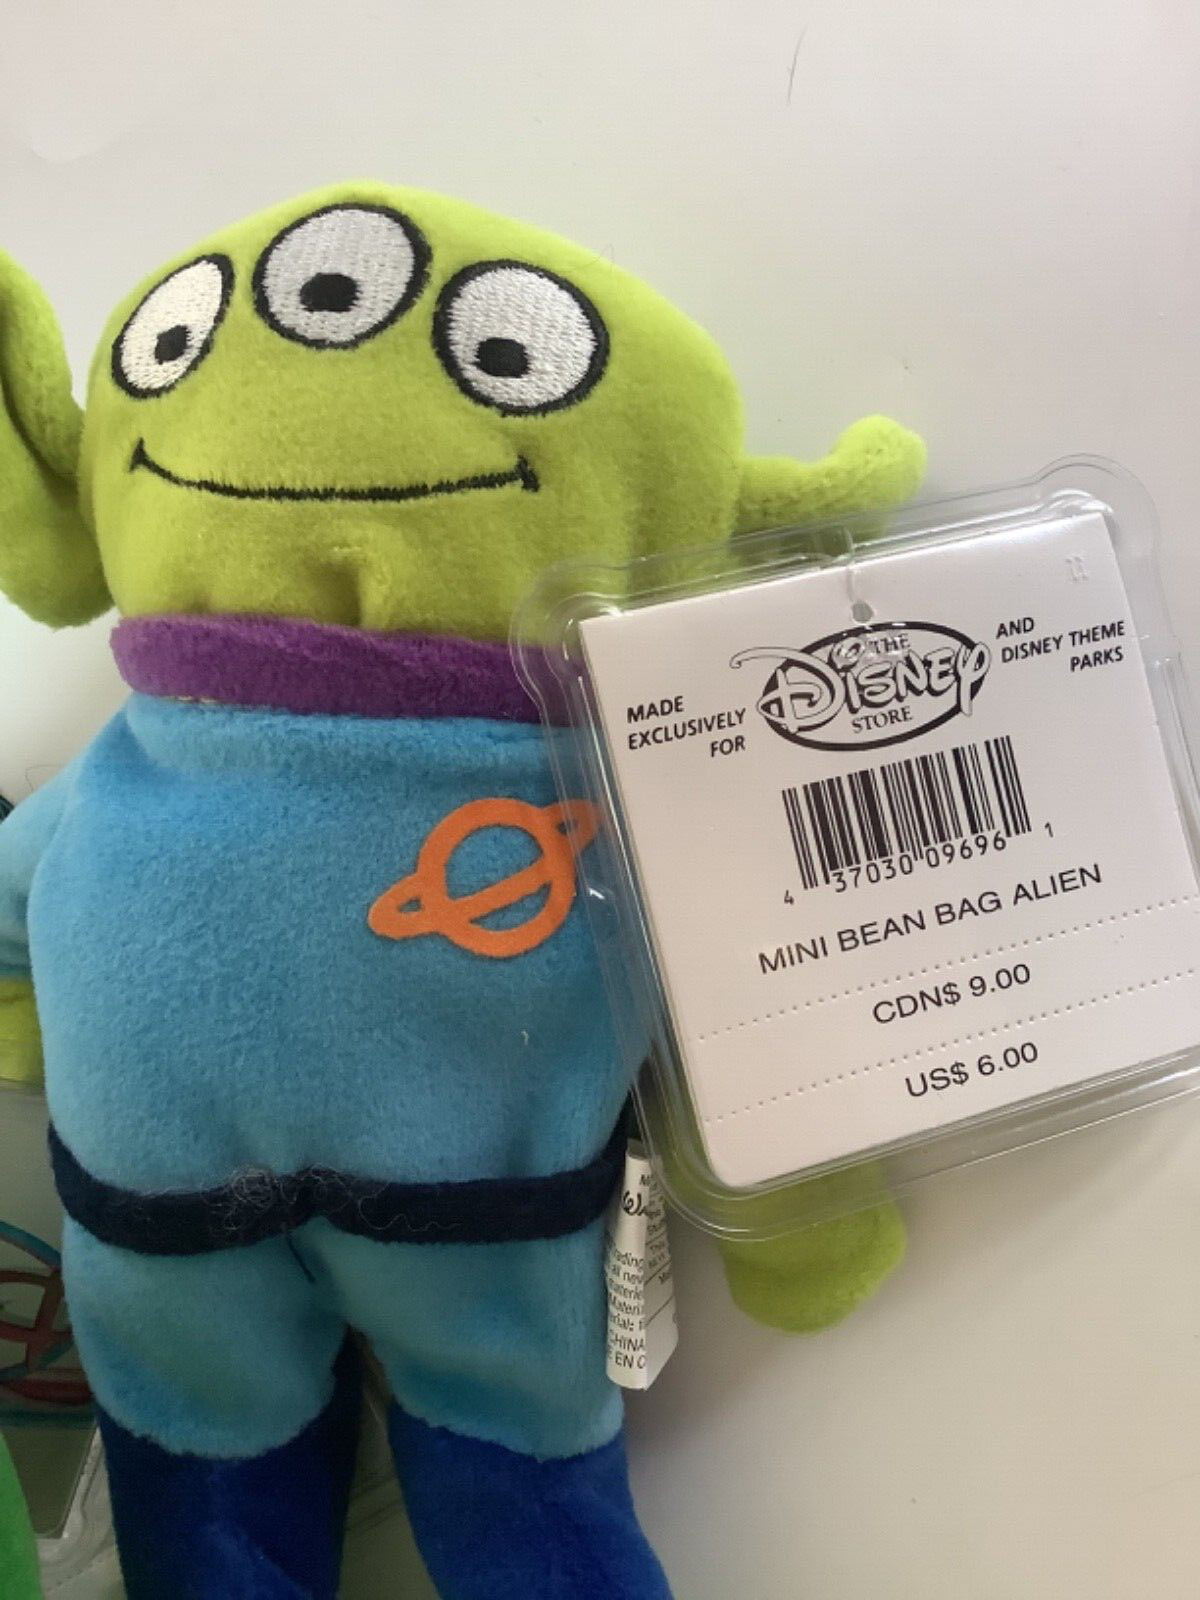 MADE
EXCLUSIVELY
FOR
THE
DISNEY
STORE
AND
DISNEY THEME
PARKS
4 37030 09696 1
MINI BEAN BAG ALIEN
CDN$ 9.00
US$ 6.00
CHINA
EN